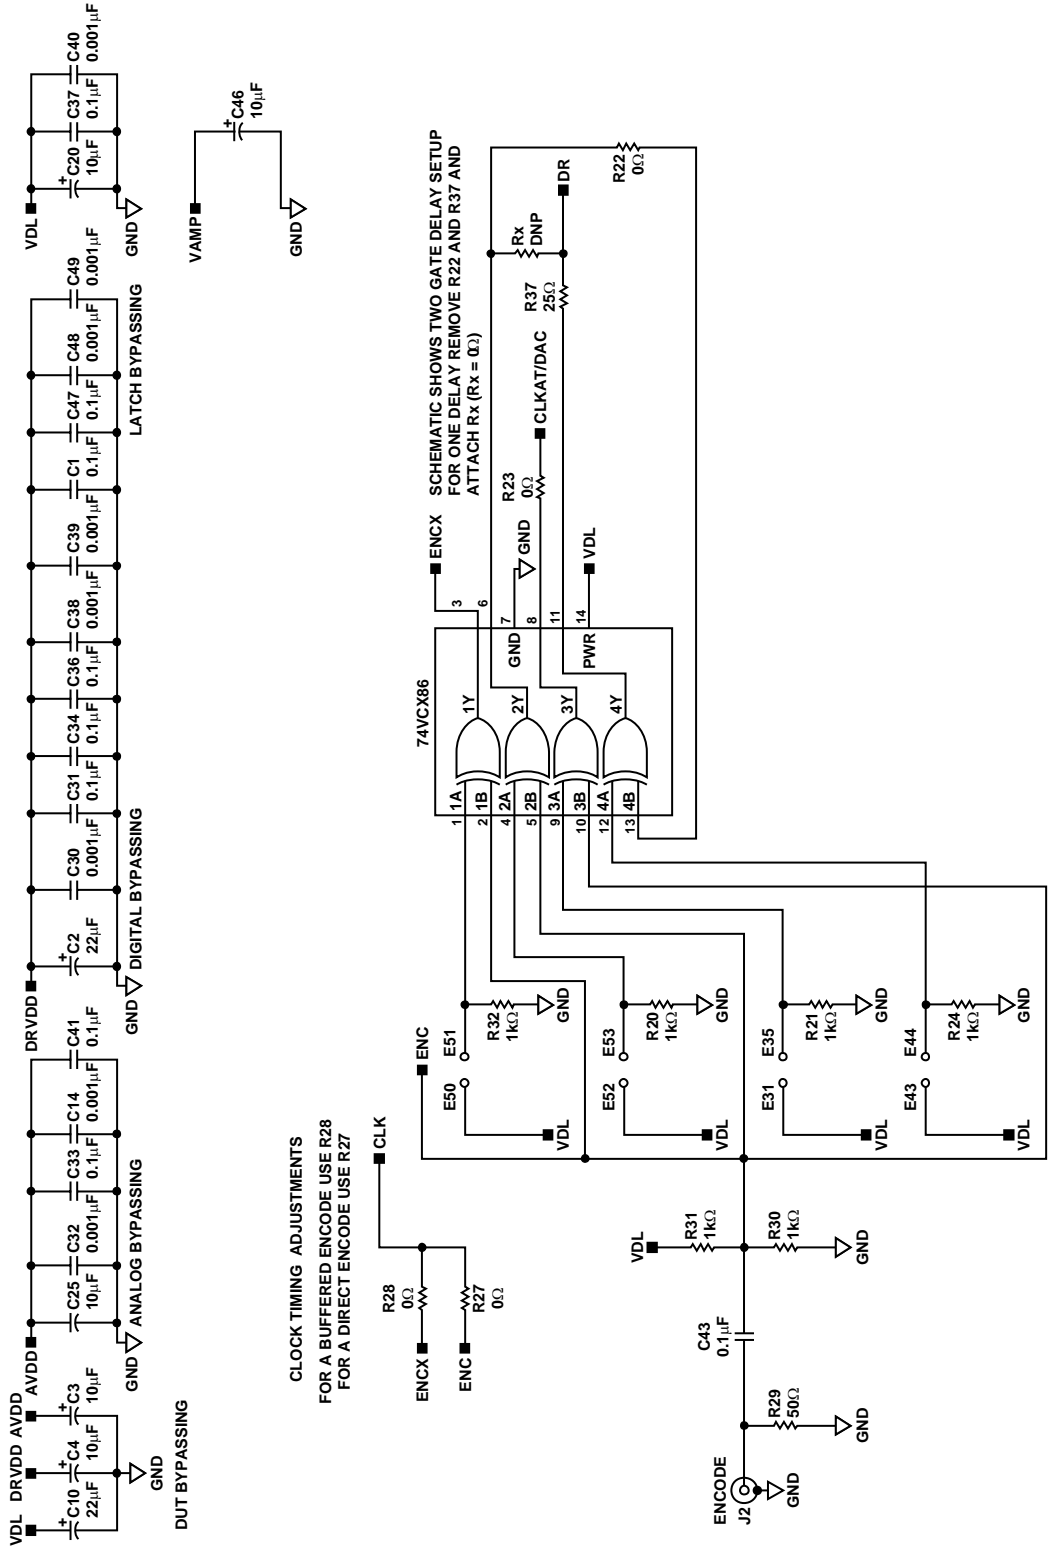 VDL
DRVDD
AVDD
C10
22µF
C4
10µF
C3
10µF
GND
DUT BYPASSING
AVDD
C25
10µF
C32
0.001µF
C33
0.1µF
C14
0.001µF
C41
0.1µF
GND
ANALOG BYPASSING
DRVDD
C2
22µF
C30
0.001µF
C31
0.1µF
C34
0.1µF
C36
0.1µF
C38
0.001µF
C39
0.001µF
C1
0.1µF
C47
0.1µF
C48
0.001µF
C49
0.001µF
GND
DIGITAL BYPASSING
LATCH BYPASSING
VDL
C20
10µF
C37
0.1µF
C40
0.001µF
GND
VAMP
C46
10µF
GND
CLOCK TIMING ADJUSTMENTS
FOR A BUFFERED ENCODE USE R28
FOR A DIRECT ENCODE USE R27
ENCX
R28
0Ω
CLK
ENC
R27
0Ω
ENC
E50
E51
R32
1kΩ
GND
VDL
E52
E53
R20
1kΩ
GND
VDL
E31
E35
R21
1kΩ
GND
VDL
E43
E44
R24
1kΩ
GND
VDL
74VCX86
1
1A
2
1B
4
2A
5
2B
9
3A
10
3B
12
4A
13
4B
1Y
2Y
3Y
4Y
GND
PWR
3
6
7
8
11
14
ENCX
GND
VDL
SCHEMATIC SHOWS TWO GATE DELAY SETUP
FOR ONE DELAY REMOVE R22 AND R37 AND
ATTACH Rx (Rx = 0Ω)
R23
0Ω
CLKAT/DAC
R37
25Ω
Rx
DNP
DR
R22
0Ω
VDL
R31
1kΩ
R30
1kΩ
GND
C43
0.1µF
R29
50Ω
GND
ENCODE
J2
GND